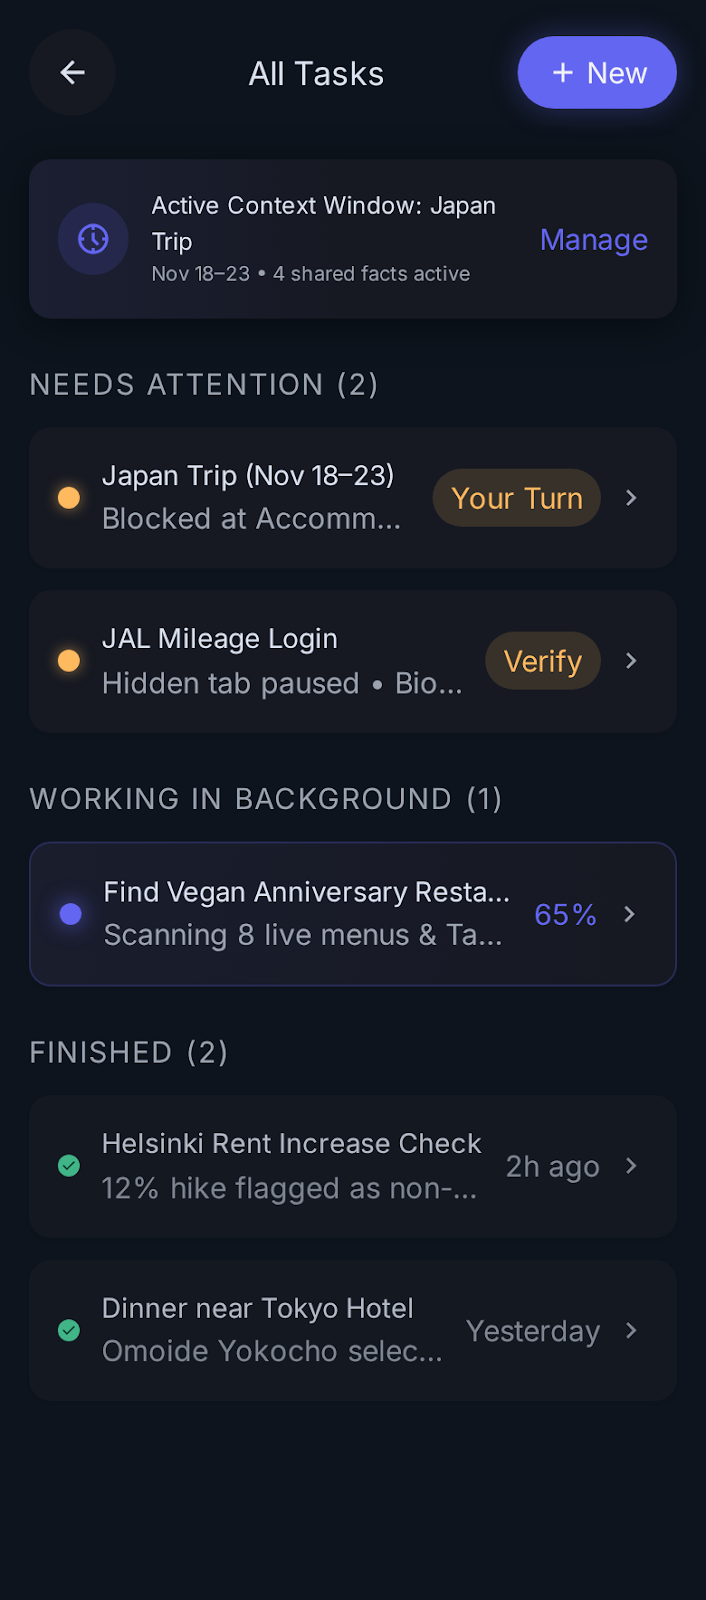 All Tasks
+ New
Active Context Window: Japan
Trip
Nov 18–23 • 4 shared facts active
Manage
NEEDS ATTENTION (2)
Japan Trip (Nov 18–23)
Blocked at Accomm...
Your Turn
JAL Mileage Login
Hidden tab paused • Bio...
Verify
WORKING IN BACKGROUND (1)
Find Vegan Anniversary Resta...
Scanning 8 live menus & Ta...
65%
FINISHED (2)
Helsinki Rent Increase Check
12% hike flagged as non-...
2h ago
Dinner near Tokyo Hotel
Omoide Yokocho selec...
Yesterday